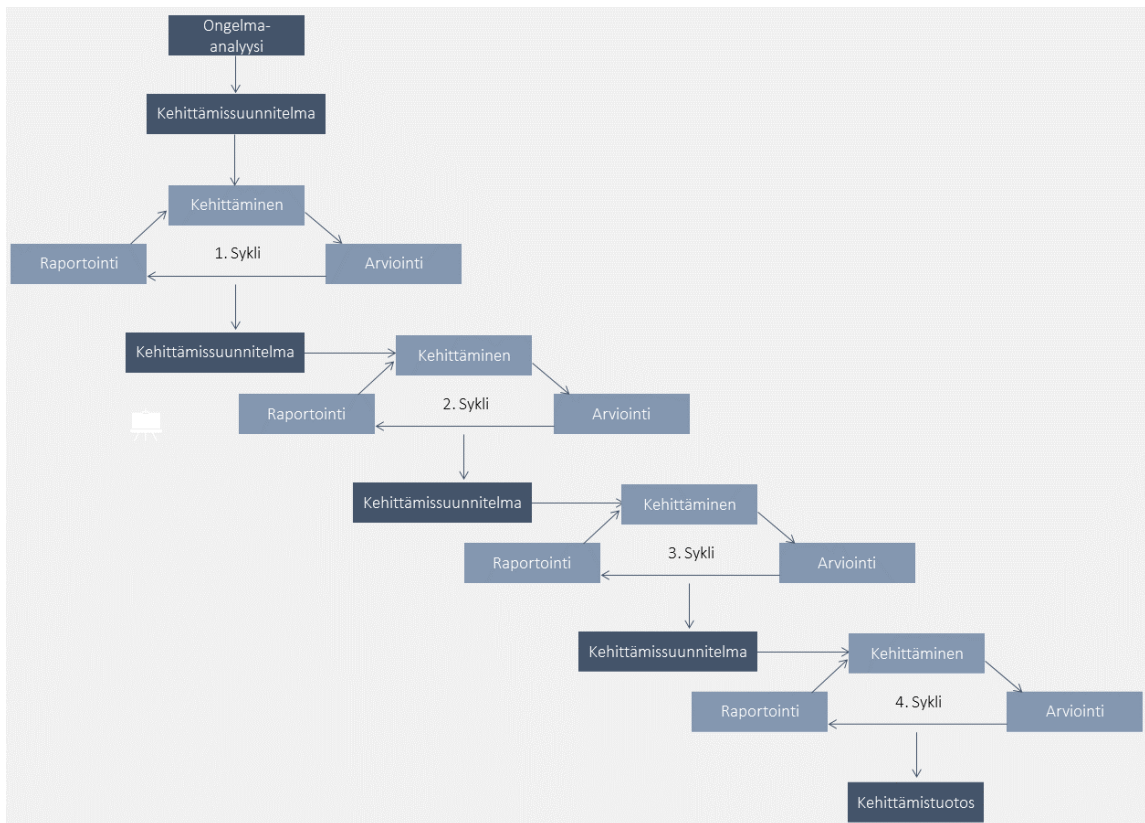 Ongelma-
analyysi
Kehittämissuunnitelma
Kehittäminen
Raportointi
1. Sykli
Arviointi
Kehittämissuunnitelma
Kehittäminen
Raportointi
2. Sykli
Arviointi
Kehittämissuunnitelma
Kehittäminen
Raportointi
3. Sykli
Arviointi
Kehittämissuunnitelma
Kehittäminen
Raportointi
4. Sykli
Arviointi
Kehittämistuotos